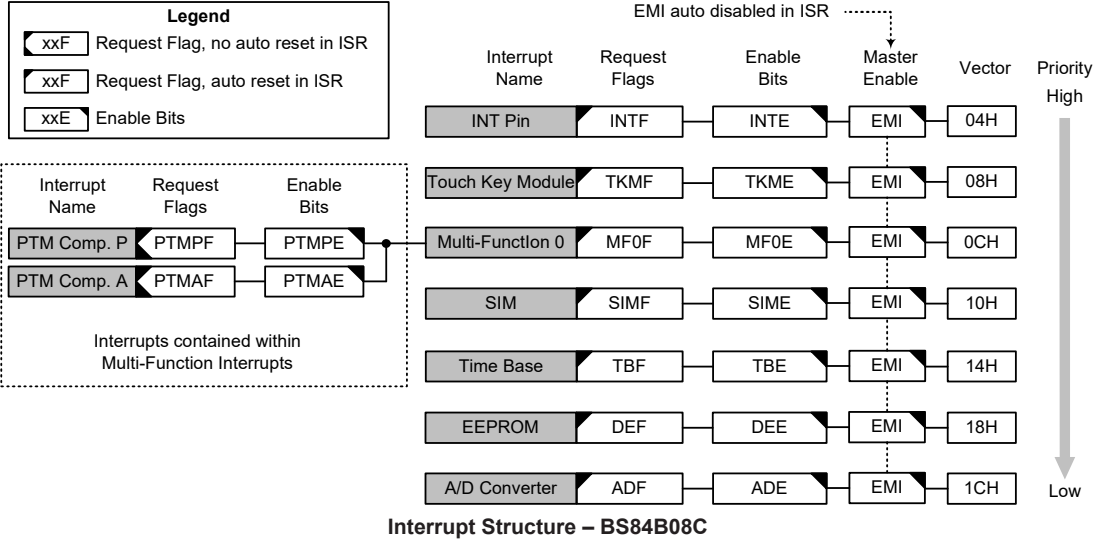 Legend
xxF Request Flag, no auto reset in ISR
xxF Request Flag, auto reset in ISR
xxE Enable Bits
EMI auto disabled in ISR
Interrupt Name Request Flags Enable Bits Master Enable Vector Priority
High
INT Pin INTF INTE EMI 04H
Touch Key Module TKMF TKME EMI 08H
Interrupt Name Request Flags Enable Bits
PTM Comp. P PTMPF PTMPE Multi-FunctIon 0 MF0F MF0E EMI 0CH
PTM Comp. A PTMAF PTMAE
SIM SIMF SIME EMI 10H
Interrupts contained within
Multi-Function Interrupts
Time Base TBF TBE EMI 14H
EEPROM DEF DEE EMI 18H
A/D Converter ADF ADE EMI 1CH Low
Interrupt Structure – BS84B08C